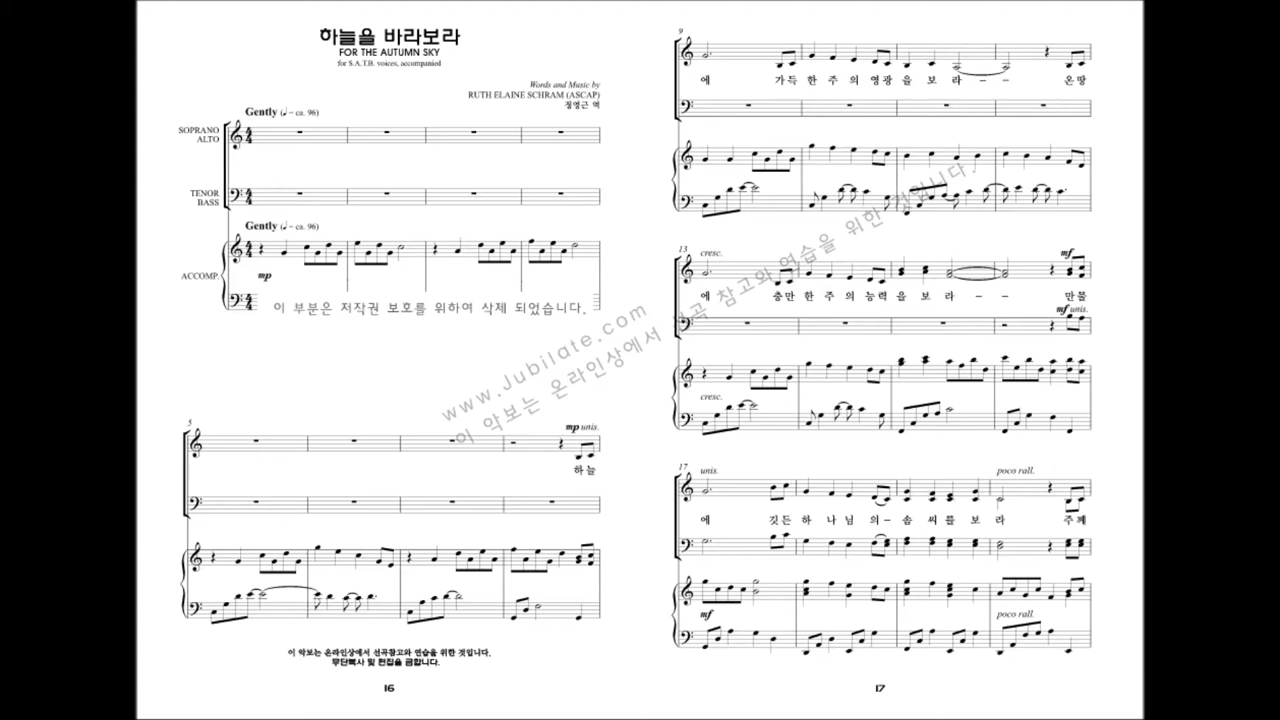 하늘을 바라보라
FOR THE AUTUMN SKY
for S.A.T.B. voices, accompanied
Words and Music by
RUTH ELAINE SCHRAM (ASCAP)
정영근 역
Gently (♩ = ca. 96)
SOPRANO
ALTO
TENOR
BASS
Gently (♩ = ca. 96)
ACCOMP.
mp
이 부분은 저작권 보호를 위하여 삭제 되었습니다.
www.Jubilate.com
이 악보는 온라인상에서 선곡 참고와 연습을 위한 것입니다.
5
mp unis.
하늘
이 악보는 온라인상에서 선곡참고와 연습을 위한 것입니다.
무단복사 및 편집을 금합니다.
16
9
에 가득 한 주 의 영광 을 보 라 - - 온땅
13
cresc.
mf
에 충만 한 주 의 능력 을 보 라 - - 만물
mf unis.
cresc.
17
unis.
poco rall.
에 깃든 하 나 님 의- 솜 씨 를 보 라 주께
mf
poco rall.
17